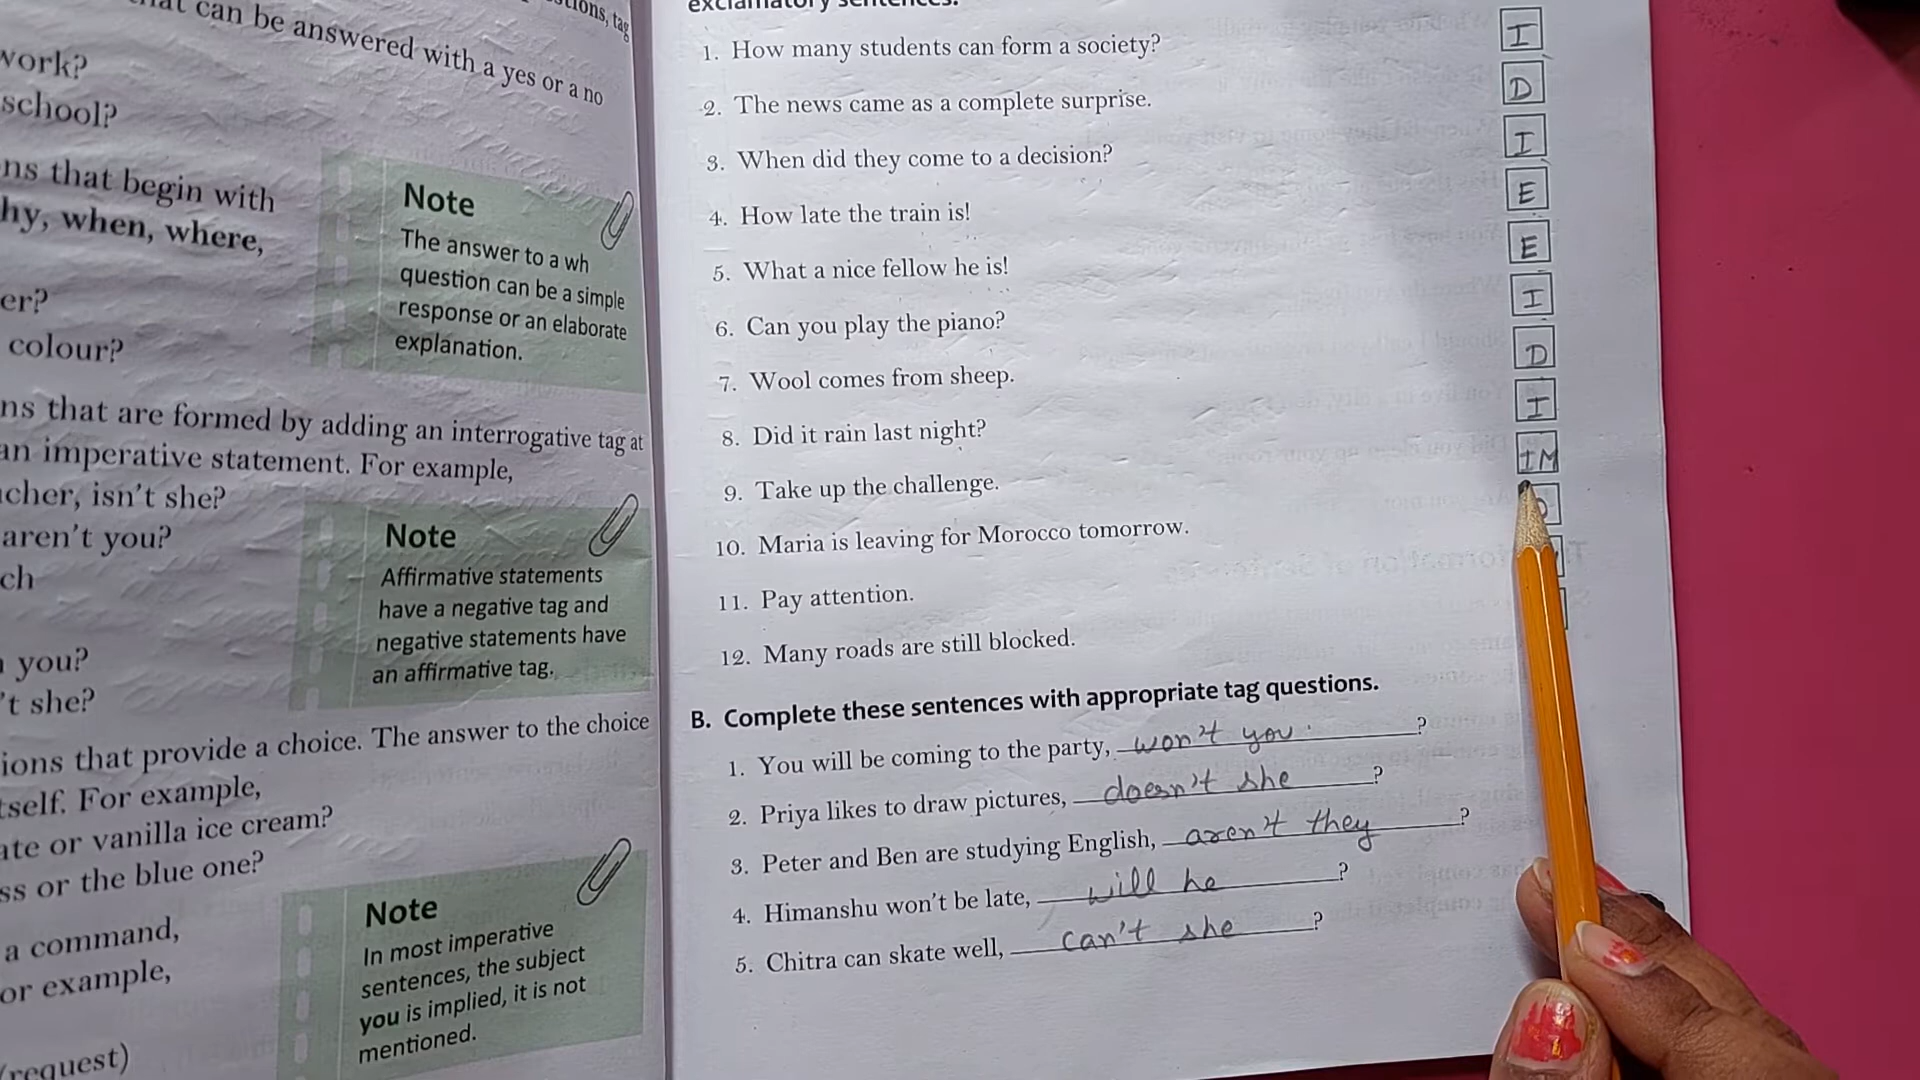 can be answered with a yes or a no
work?
school?
ns that begin with
hy, when, where,
er?
colour?
Note
The answer to a wh
question can be a simple
response or an elaborate
explanation.
ns that are formed by adding an interrogative tag at
an imperative statement. For example,
cher, isn't she?
aren't you?
ch
you?
't she?
Note
Affirmative statements
have a negative tag and
negative statements have
an affirmative tag.
ions that provide a choice. The answer to the choice
tself. For example,
ate or vanilla ice cream?
ss or the blue one?
a command,
or example,
(request)
Note
In most imperative
sentences, the subject
you is implied, it is not
mentioned.
exclamatory sentences.
1. How many students can form a society? I
2. The news came as a complete surprise. D
3. When did they come to a decision? I
4. How late the train is! E
5. What a nice fellow he is! E
6. Can you play the piano? I
7. Wool comes from sheep. D
8. Did it rain last night? I
9. Take up the challenge. IM
10. Maria is leaving for Morocco tomorrow.
11. Pay attention.
12. Many roads are still blocked.
B. Complete these sentences with appropriate tag questions.
1. You will be coming to the party, won't you ?
2. Priya likes to draw pictures, doesn't she ?
3. Peter and Ben are studying English, aren't they ?
4. Himanshu won't be late, will he ?
5. Chitra can skate well, can't she ?